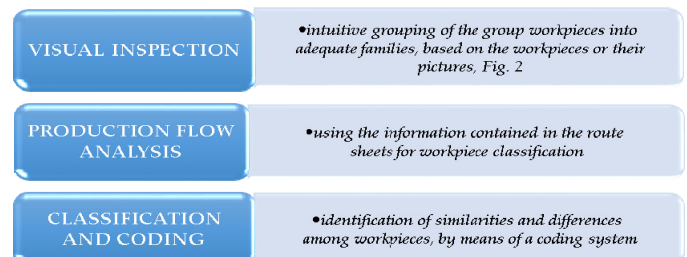 VISUAL INSPECTION
•intuitive grouping of the group workpieces into
adequate families, based on the workpieces or their
pictures, Fig. 2
PRODUCTION FLOW
ANALYSIS
•using the information contained in the route
sheets for workpiece classification
CLASSIFICATION
AND CODING
•identification of similarities and differences
among workpieces, by means of a coding system